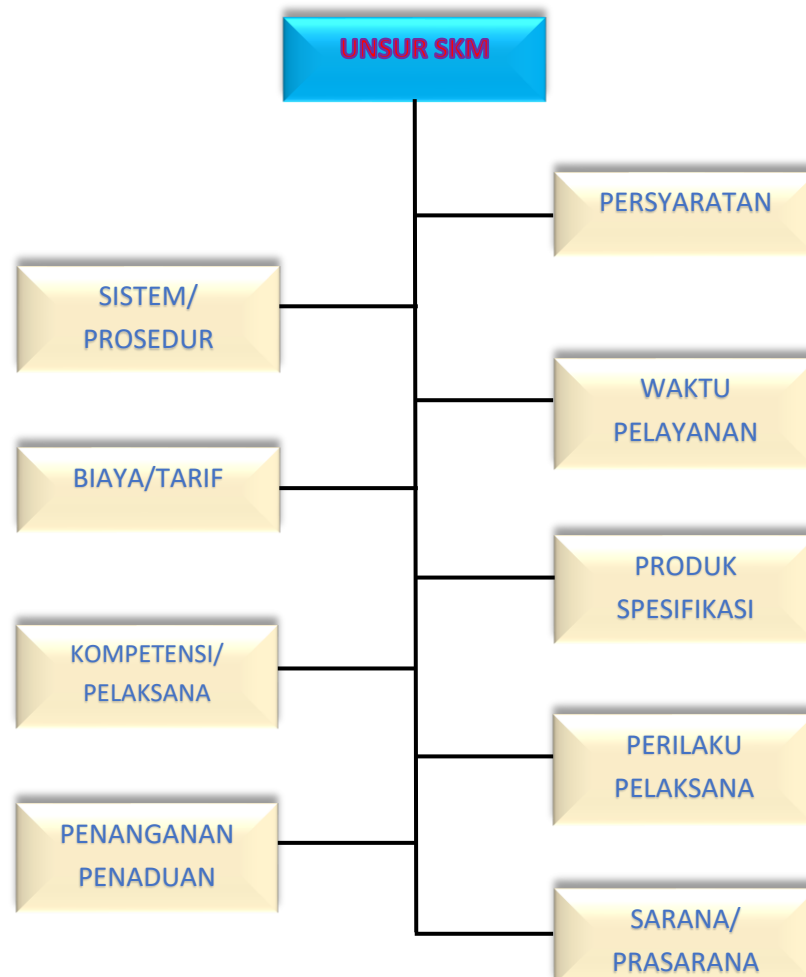 UNSUR SKM
PERSYARATAN
SISTEM/
PROSEDUR
WAKTU
PELAYANAN
BIAYA/TARIF
PRODUK
SPESIFIKASI
KOMPETENSI/
PELAKSANA
PERILAKU
PELAKSANA
PENANGANAN
PENADUAN
SARANA/
PRASARANA